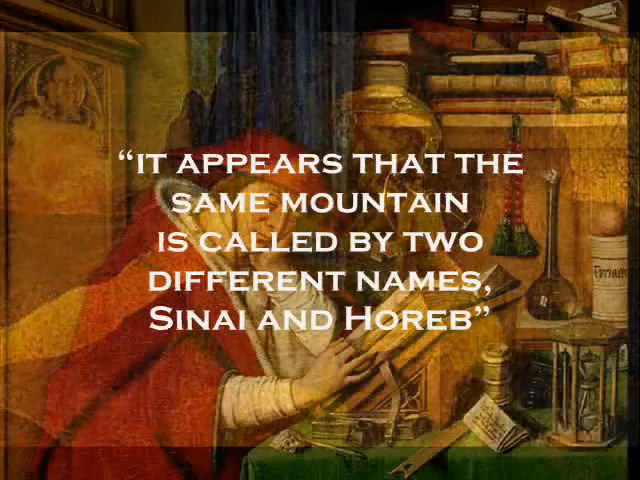 “IT APPEARS THAT THE
SAME MOUNTAIN
IS CALLED BY TWO
DIFFERENT NAMES,
SINAI AND HOREB”